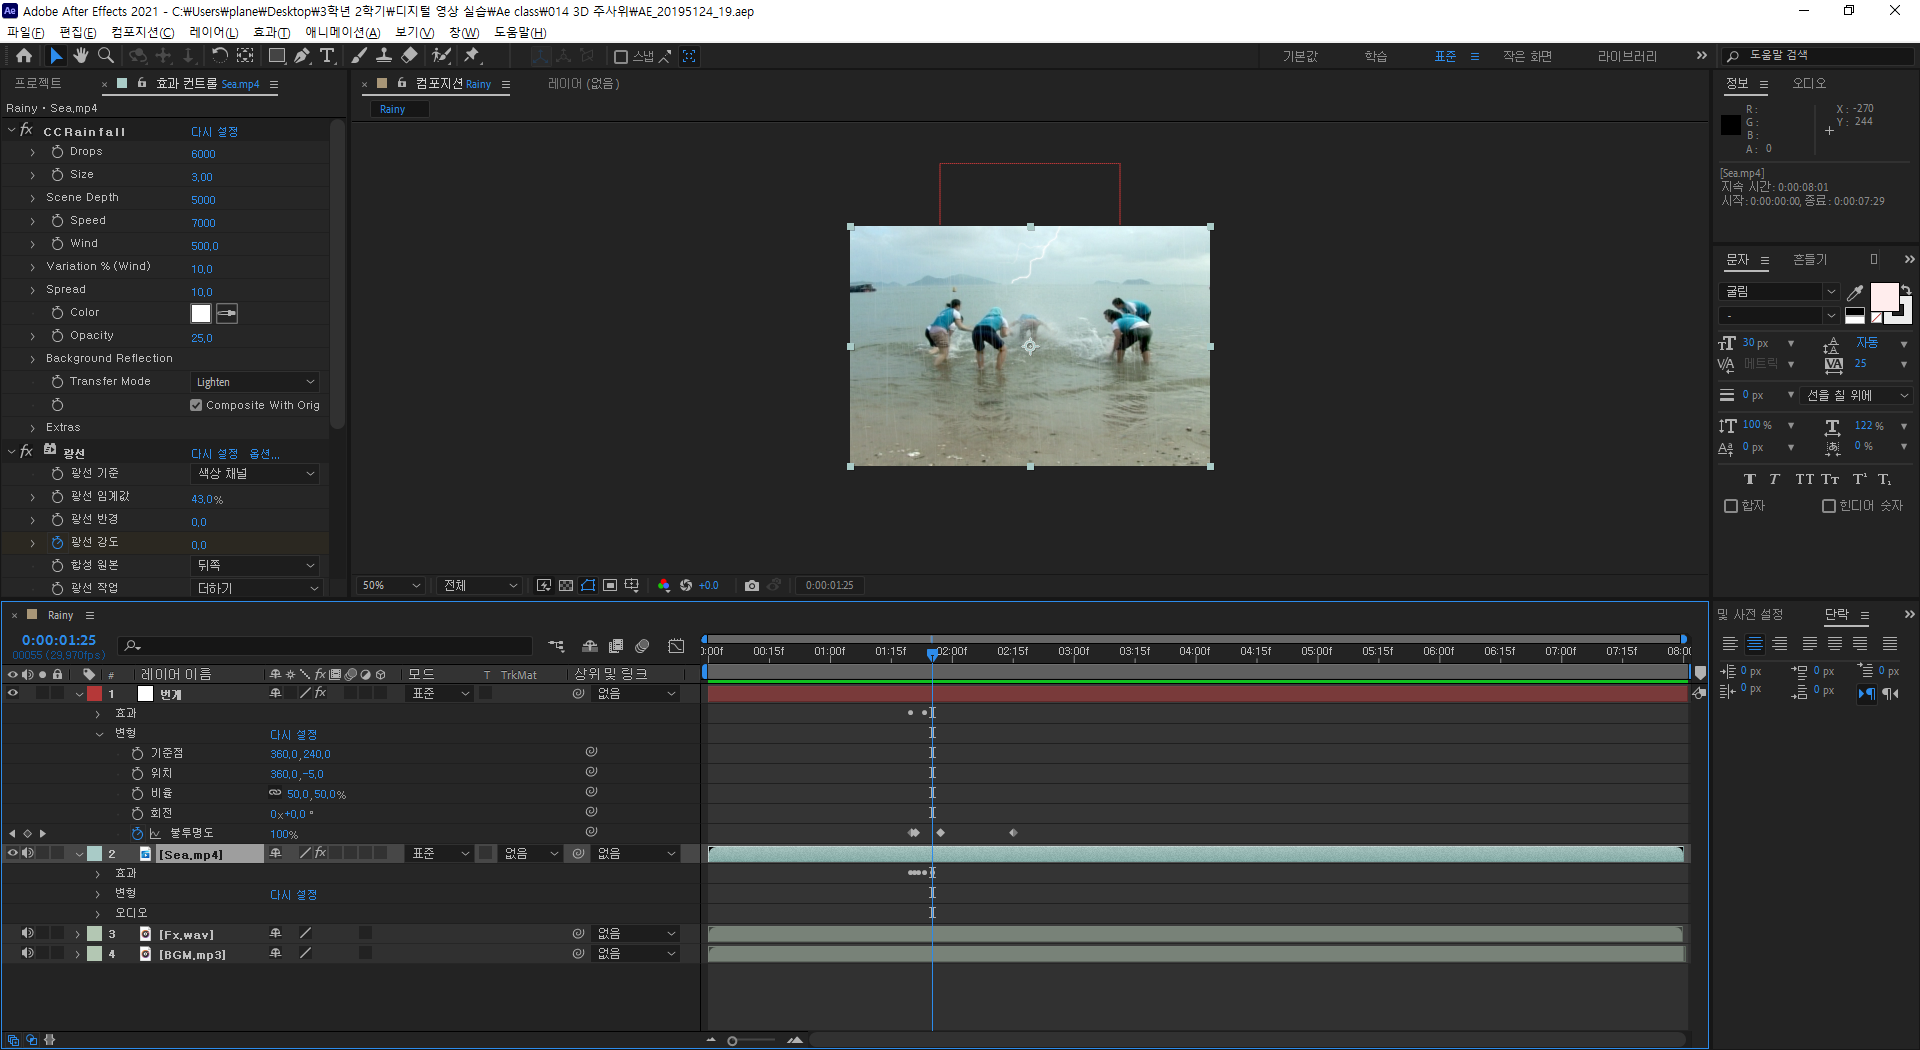 Adobe After Effects 2021 - C:₩Users₩plane₩Desktop₩3학년 2학기₩디지털 영상 실습₩Ae class₩014 3D 주사위₩AE_20195124_19.aep
파일(F) 편집(E) 컴포지션(C) 레이어(L) 효과(T) 애니메이션(A) 보기(V) 창(W) 도움말(H)
스냅 기본값 학습 표준 작은 화면 라이브러리 도움말 검색
프로젝트 효과 컨트롤 Sea.mp4
Rainy • Sea.mp4
fx CC Rainfall 다시 설정
Drops 6000
Size 3,00
Scene Depth 5000
Speed 7000
Wind 500,0
Variation % (Wind) 10,0
Spread 10,0
Color
Opacity 25,0
Background Reflection
Transfer Mode Lighten
Composite With Orig
Extras
fx 광선 다시 설정 옵션...
광선 기준 색상 채널
광선 임계값 43,0%
광선 반경 0,0
광선 강도 0,0
합성 원본 뒤쪽
광선 작업 더하기
컴포지션 Rainy 레이어 (없음)
Rainy
50% 전체 +0.0 0:00:01:25
정보 오디오
R: X: -270
G: Y: 244
B:
A: 0
[Sea.mp4]
지속 시간: 0:00:08:01
시작: 0:00:00:00, 종료: 0:00:07:29
문자 흔들기
굴림
-
30 px 자동
메트릭 25
0 px 선을 칠 위에
100 % 122 %
0 px 0 %
T T TT Tт T¹ T₁
합자 힌디어 숫자
및 사전 설정 단락
0 px 0 px 0 px
0 px 0 px
Rainy
0:00:01:25
00055 (29,970fps)
# 레이어 이름 fx 모드 T TrkMat 상위 및 링크
0:00f 00:15f 01:00f 01:15f 02:00f 02:15f 03:00f 03:15f 04:00f 04:15f 05:00f 05:15f 06:00f 06:15f 07:00f 07:15f 08:00
1 번개 fx 표준 없음
효과
변형 다시 설정
기준점 360,0,240,0
위치 360,0,-5,0
비율 50,0,50,0%
회전 0x+0,0°
불투명도 100%
2 [Sea.mp4] fx 표준 없음 없음
효과
변형 다시 설정
오디오
3 [Fx.wav] 없음
4 [BGM.mp3] 없음